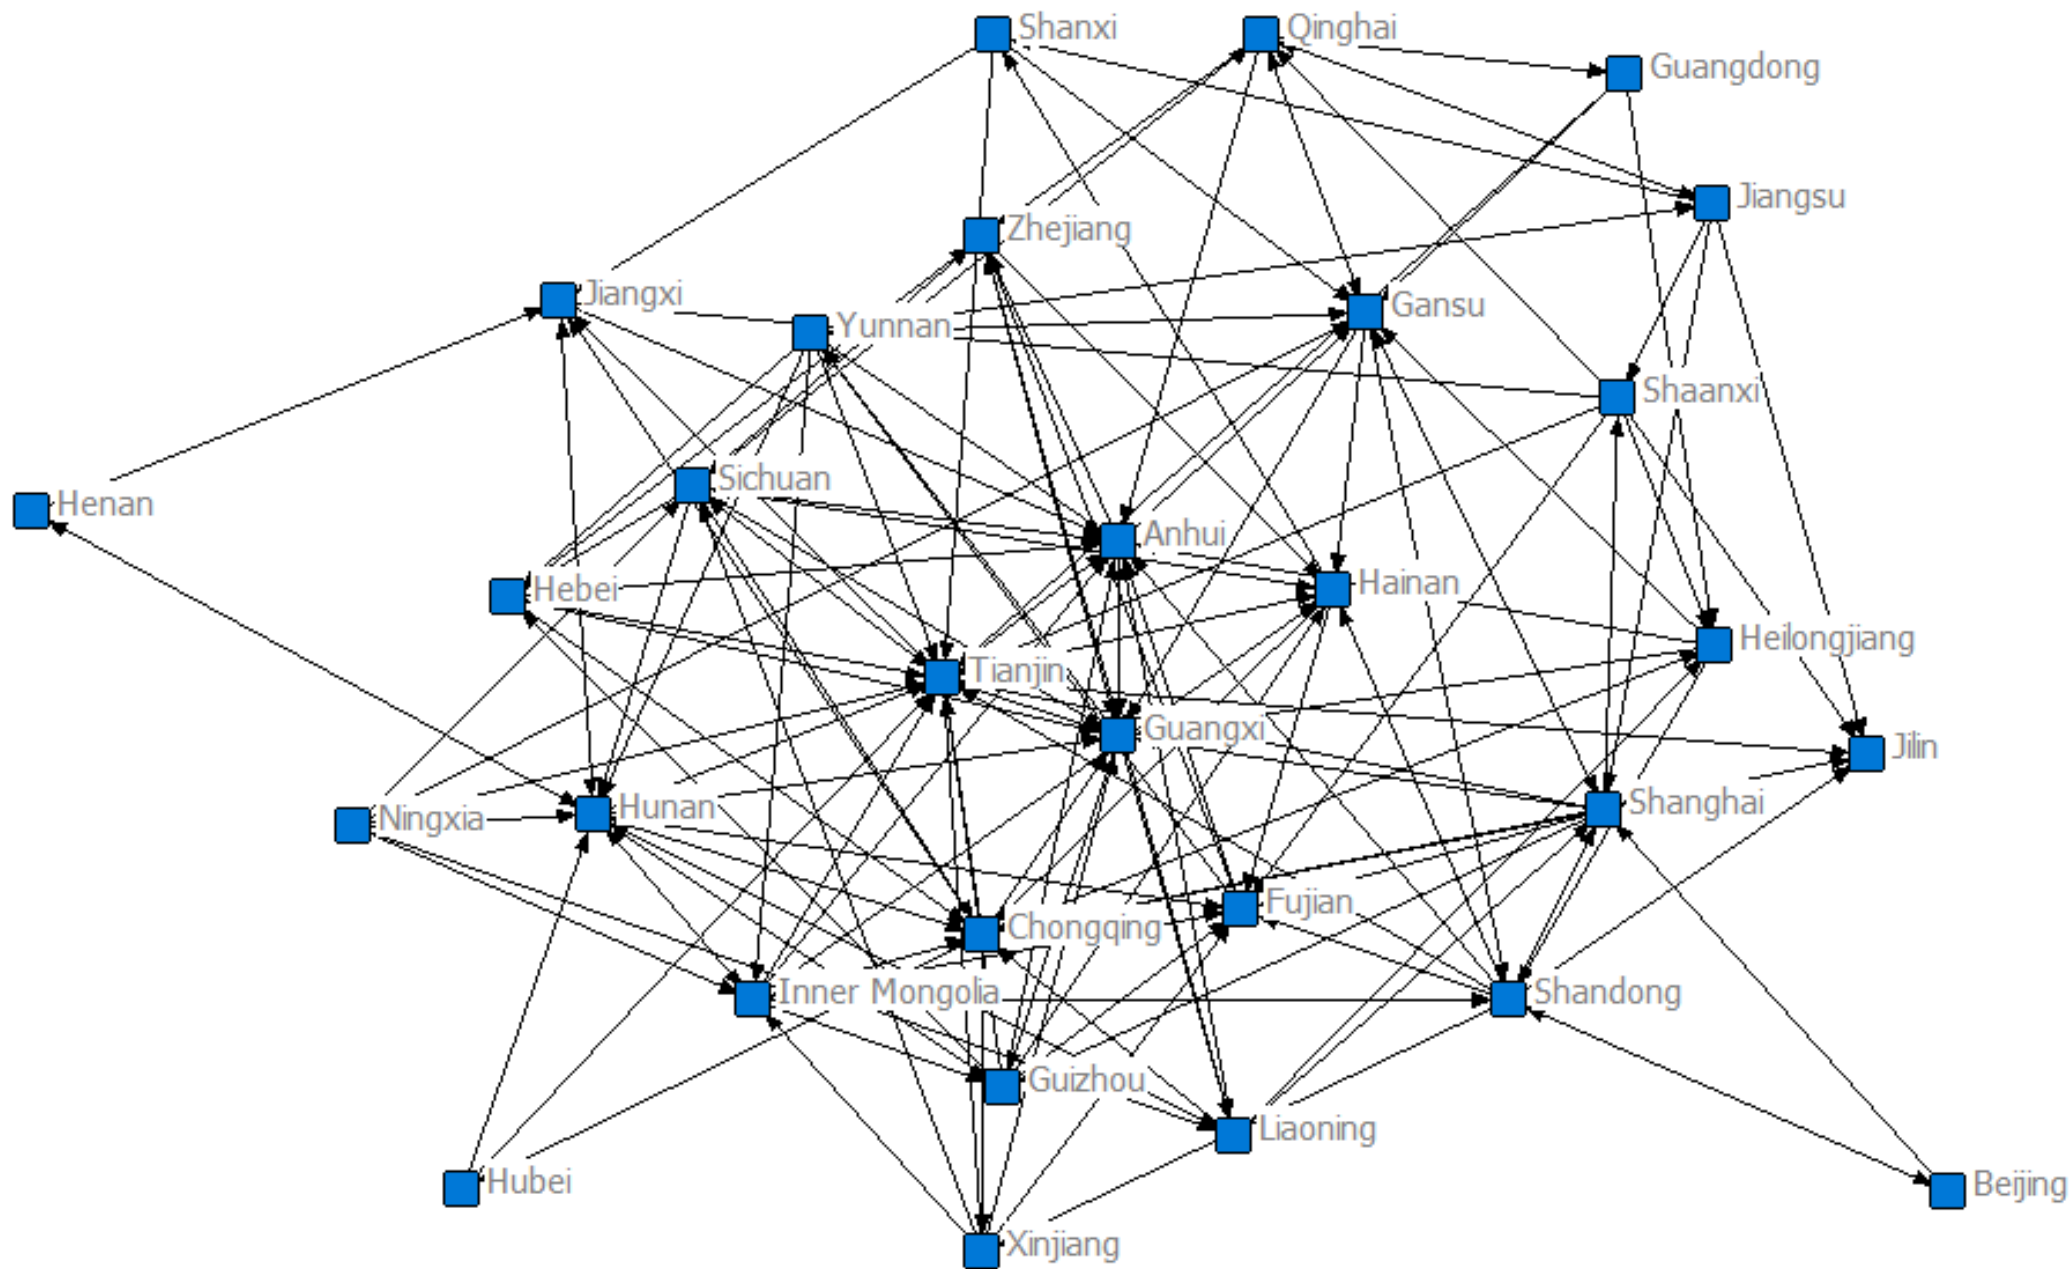 Shanxi
Qinghai
Guangdong
Jiangsu
Zhejiang
Jiangxi
Yunnan
Gansu
Shaanxi
Sichuan
Henan
Anhui
Hebei
Hainan
Heilongjiang
Tianjin
Guangxi
Jilin
Ningxia
Hunan
Shanghai
Chongqing
Fujian
Inner Mongolia
Shandong
Guizhou
Liaoning
Hubei
Beijing
Xinjiang